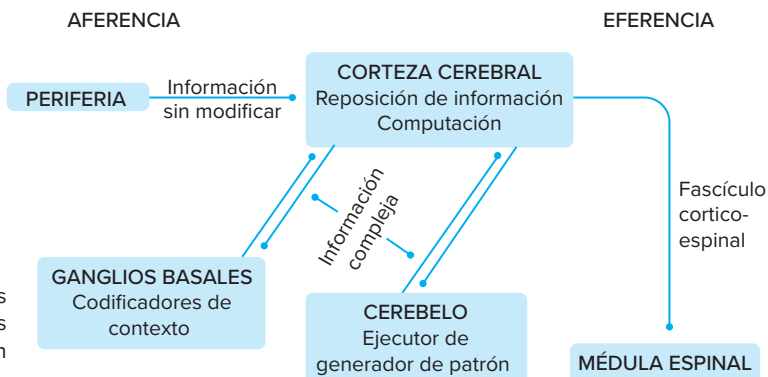 AFERENCIA
EFERENCIA
PERIFERIA
Información
sin modificar
CORTEZA CEREBRAL
Reposición de información
Computación
Información
compleja
Fascículo
cortico-
espinal
GANGLIOS BASALES
Codificadores de
contexto
CEREBELO
Ejecutor de
generador de patrón
MÉDULA ESPINAL